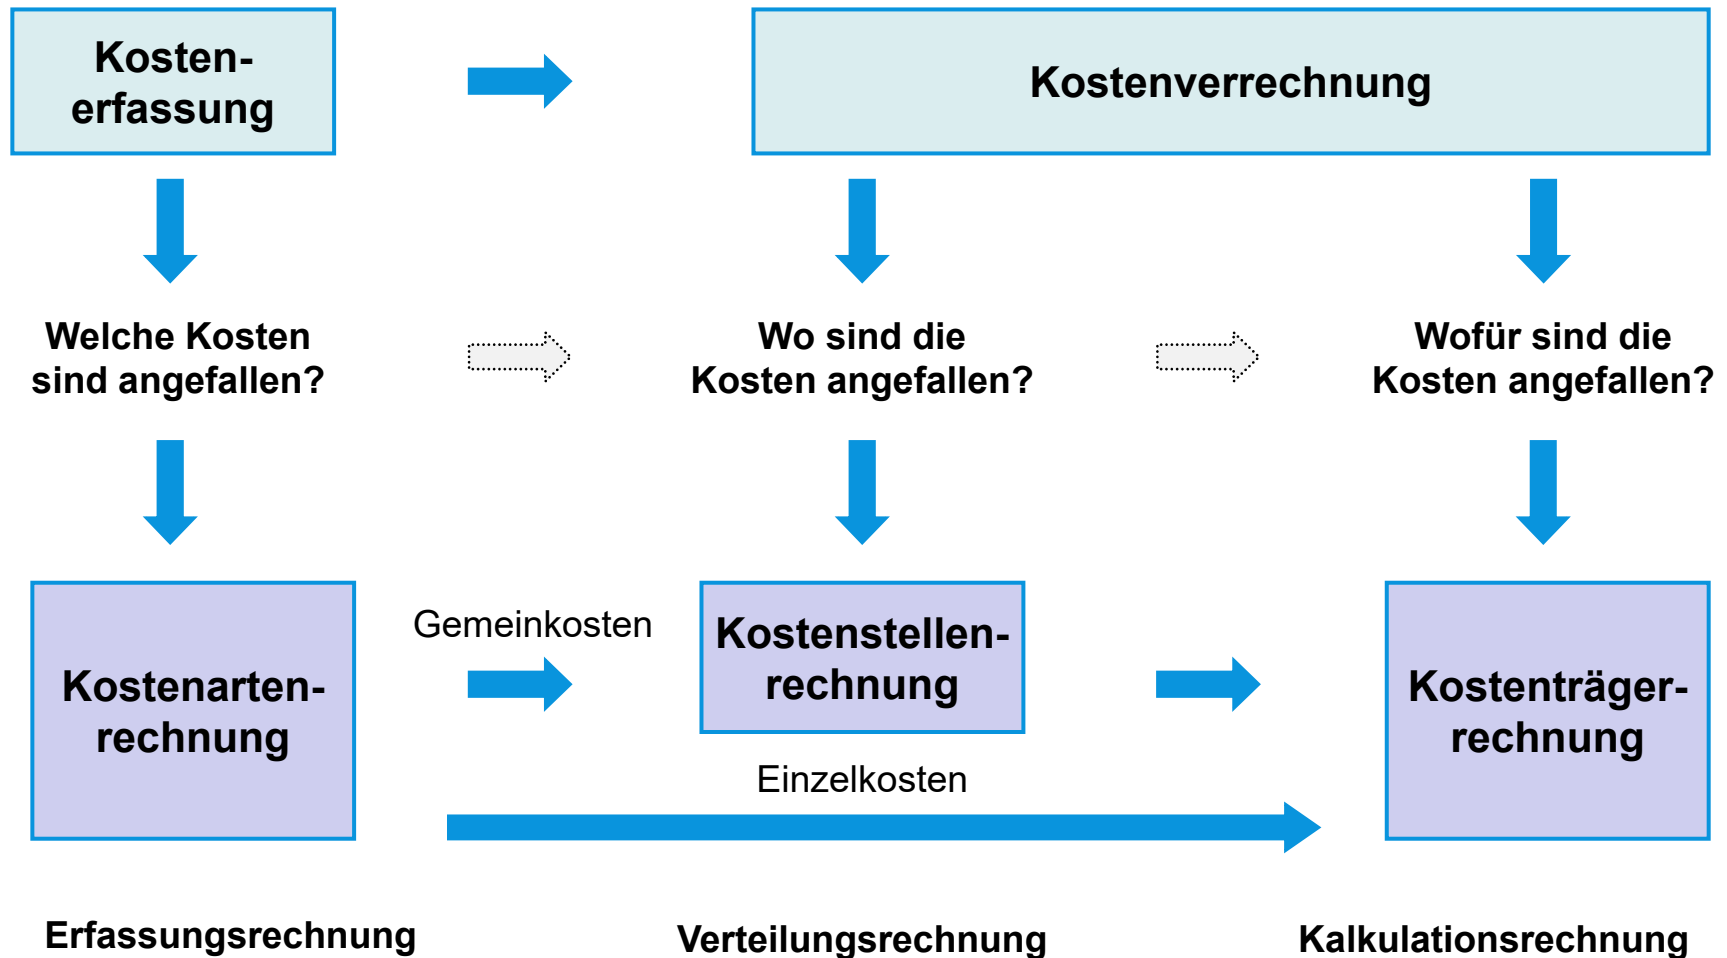 Kosten-
erfassung
Kostenverrechnung
Welche Kosten
sind angefallen?
Wo sind die
Kosten angefallen?
Wofür sind die
Kosten angefallen?
Kostenarten-
rechnung
Gemeinkosten
Kostenstellen-
rechnung
Einzelkosten
Kostenträger-
rechnung
Erfassungsrechnung
Verteilungsrechnung
Kalkulationsrechnung